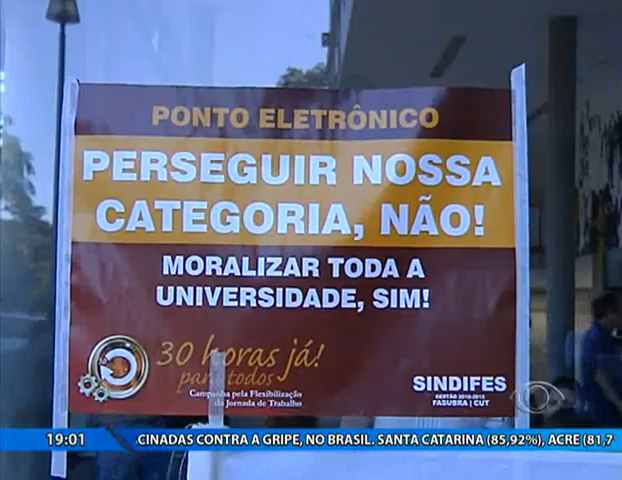 PONTO ELETRÔNICO
PERSEGUIR NOSSA
CATEGORIA, NÃO!
MORALIZAR TODA A
UNIVERSIDADE, SIM!
30 horas já!
para todos
Campanha pela Flexibilização
da Jornada de Trabalho
SINDIFES
GESTÃO 2010-2013
FASUBRA | CUT
19:01 CINADAS CONTRA A GRIPE, NO BRASIL. SANTA CATARINA (85,92%), ACRE (81,7